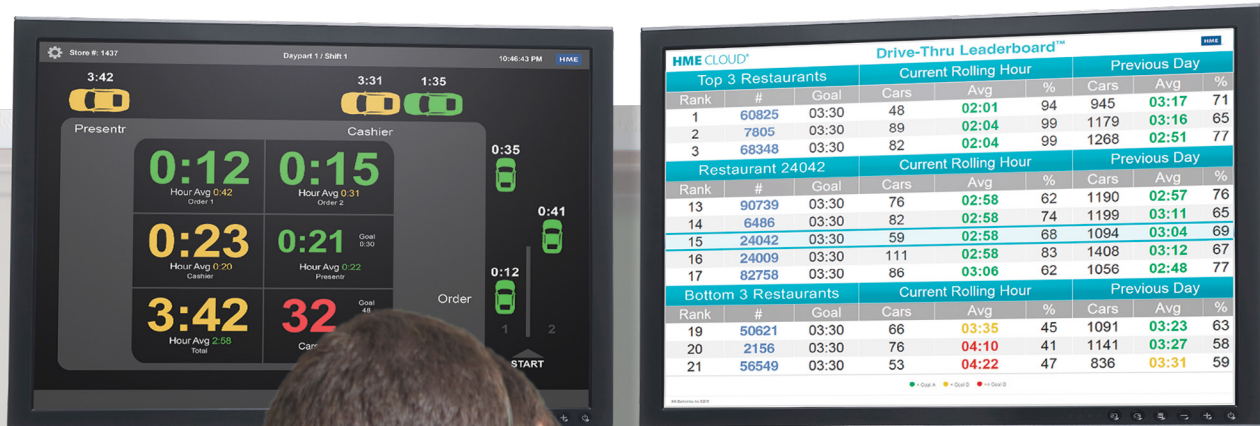 Store #: 1437
Daypart 1 / Shift 1
10:46:43 PM
HME
3:42
3:31
1:35
Presentr
Cashier
0:12
Hour Avg 0:42
Order 1
0:15
Hour Avg 0:31
Order 2
0:35
0:41
0:23
Hour Avg 0:20
Cashier
0:21
Goal
0:30
Hour Avg 0:22
Presentr
0:12
Order
3:42
Hour Avg 2:58
Total
32
Goal
48
1 2
START
HME CLOUD®
Drive-Thru Leaderboard™
HME
Top 3 Restaurants Current Rolling Hour Previous Day
Rank # Goal Cars Avg % Cars Avg %
1 60825 03:30 48 02:01 94 945 03:17 71
2 7805 03:30 89 02:04 99 1179 03:16 65
3 68348 03:30 82 02:04 99 1268 02:51 77
Restaurant 24042 Current Rolling Hour Previous Day
Rank # Goal Cars Avg % Cars Avg %
13 90739 03:30 76 02:58 62 1190 02:57 76
14 6486 03:30 82 02:58 74 1199 03:11 65
15 24042 03:30 59 02:58 68 1094 03:04 69
16 24009 03:30 111 02:58 83 1408 03:12 67
17 82758 03:30 86 03:06 62 1056 02:48 77
Bottom 3 Restaurants Current Rolling Hour Previous Day
Rank # Goal Cars Avg % Cars Avg %
19 50621 03:30 66 03:35 45 1091 03:23 63
20 2156 03:30 76 04:10 41 1141 03:27 58
21 56549 03:30 53 04:22 47 836 03:31 59